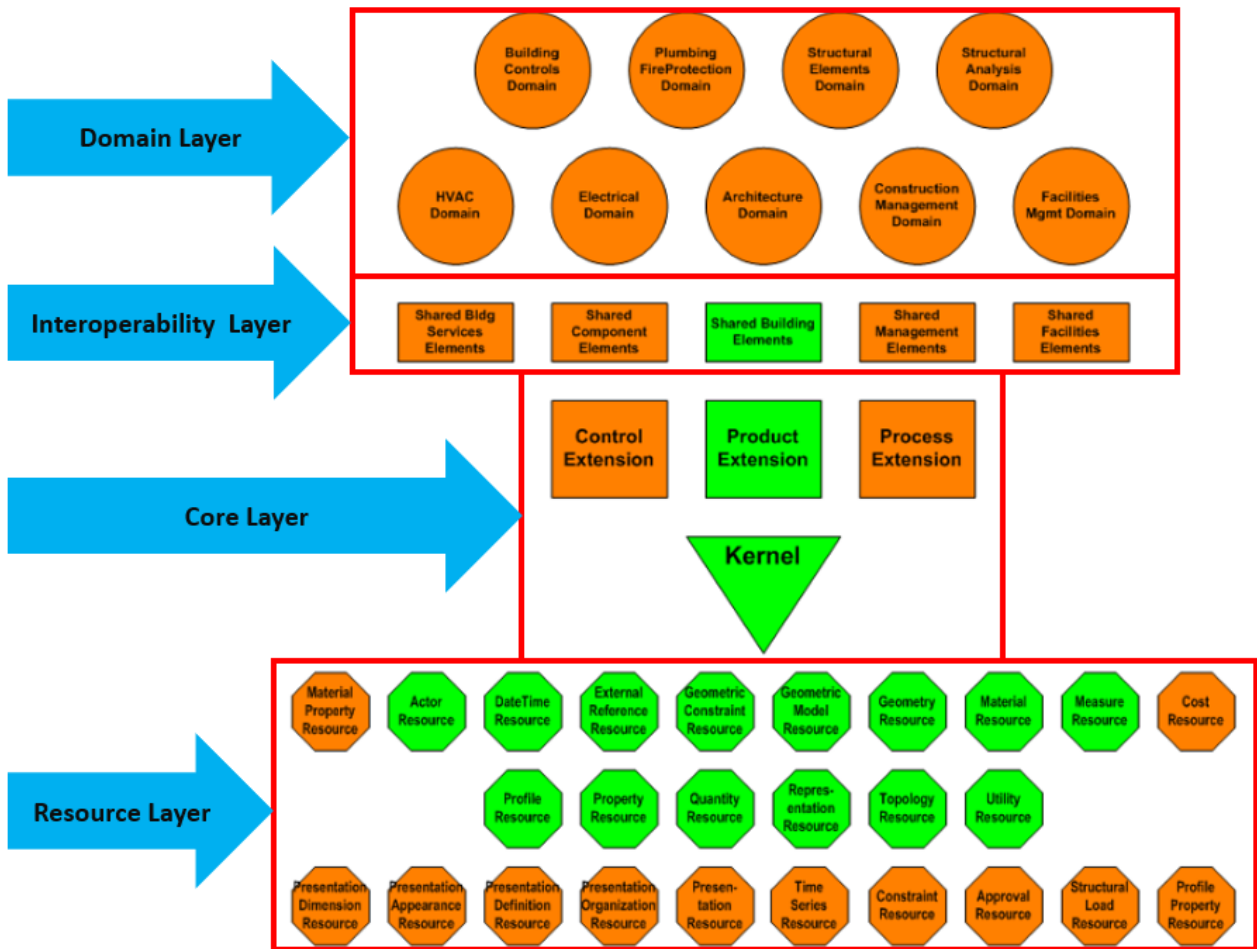 Building
Controls
Domain
Plumbing
FireProtection
Domain
Structural
Elements
Domain
Structural
Analysis
Domain
Domain Layer
HVAC
Domain
Electrical
Domain
Architecture
Domain
Construction
Management
Domain
Facilities
Mgmt Domain
Interoperability Layer
Shared Bldg
Services
Elements
Shared
Component
Elements
Shared Building
Elements
Shared
Management
Elements
Shared
Facilities
Elements
Control
Extension
Product
Extension
Process
Extension
Core Layer
Kernel
Material
Property
Resource
Actor
Resource
DateTime
Resource
External
Reference
Resource
Geometric
Constraint
Resource
Geometric
Model
Resource
Geometry
Resource
Material
Resource
Measure
Resource
Cost
Resource
Resource Layer
Profile
Resource
Property
Resource
Quantity
Resource
Repres-
entation
Resource
Topology
Resource
Utility
Resource
Presentation
Dimension
Resource
Presentation
Appearance
Resource
Presentation
Definition
Resource
Presentation
Organization
Resource
Presen-
tation
Resource
Time
Series
Resource
Constraint
Resource
Approval
Resource
Structural
Load
Resource
Profile
Property
Resource